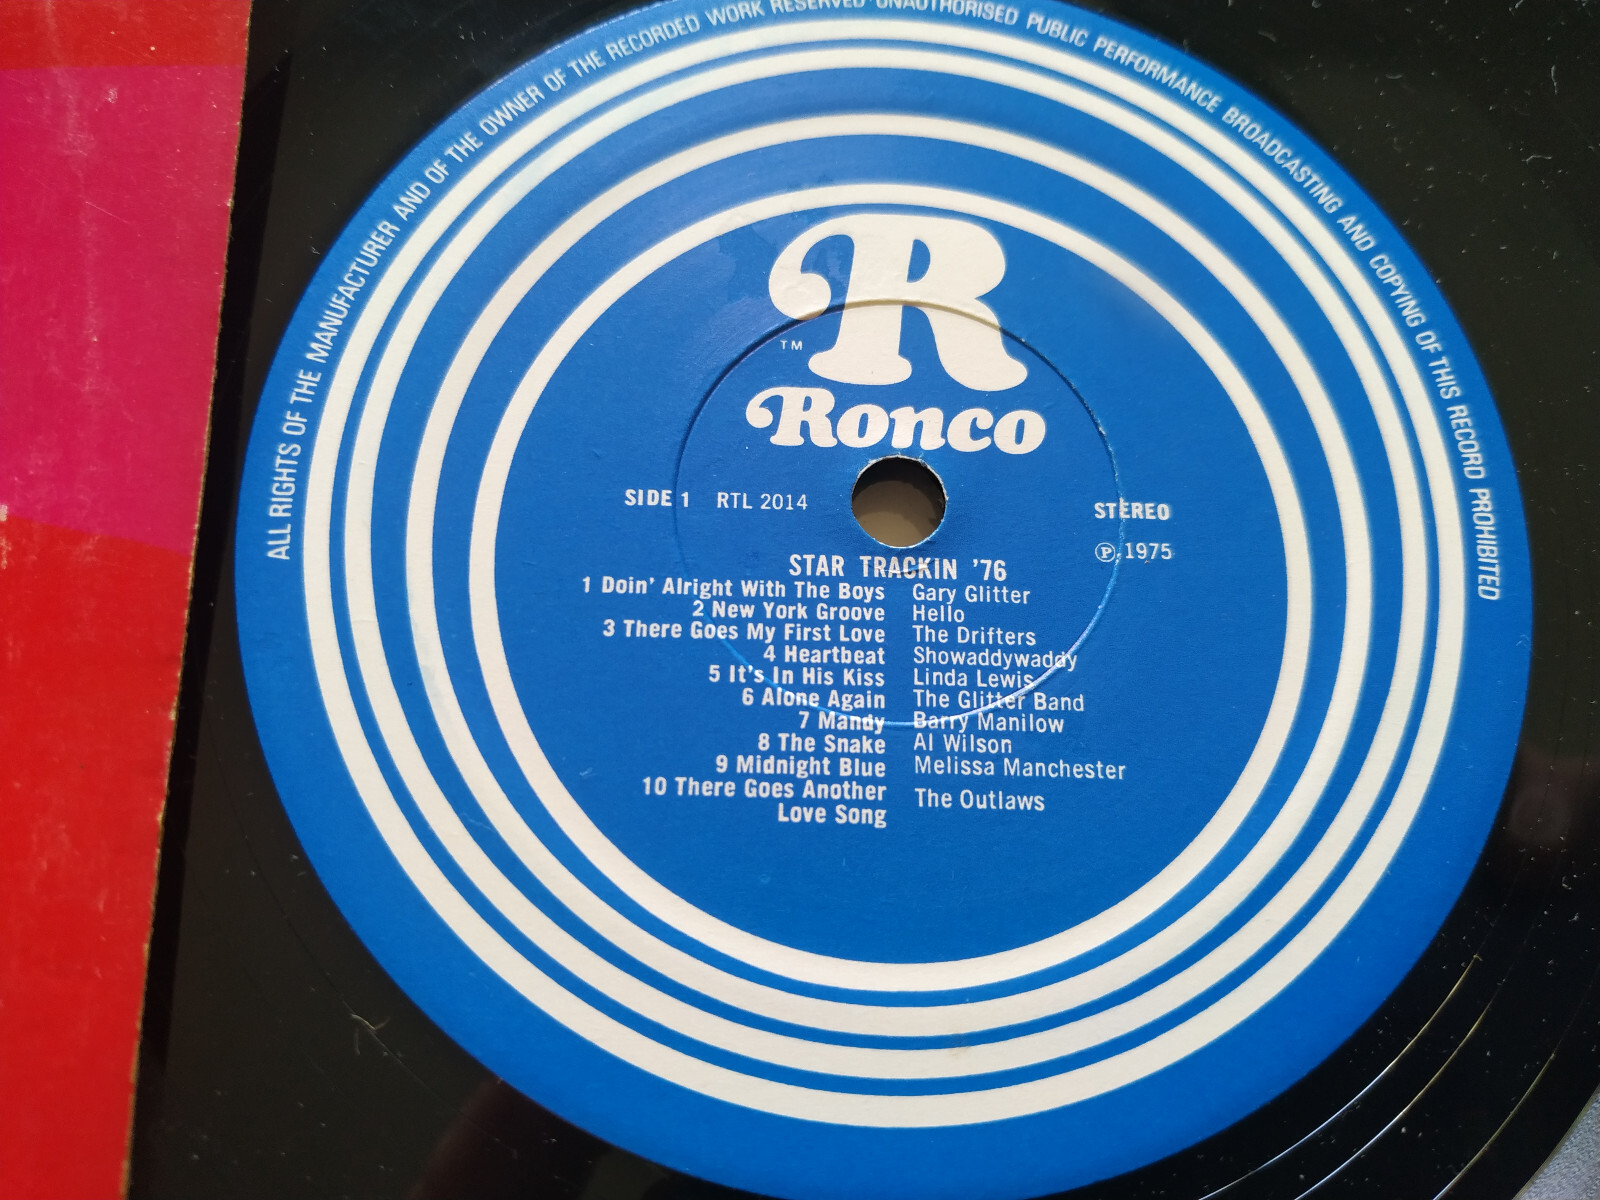 ALL RIGHTS OF THE MANUFACTURER AND OF THE OWNER OF THE RECORDED WORK RESERVED UNAUTHORISED PUBLIC PERFORMANCE BROADCASTING AND COPYING OF THIS RECORD PROHIBITED
R
TM
Ronco
SIDE 1 RTL 2014
STEREO
℗ 1975
STAR TRACKIN '76
1 Doin' Alright With The Boys Gary Glitter
2 New York Groove Hello
3 There Goes My First Love The Drifters
4 Heartbeat Showaddywaddy
5 It's In His Kiss Linda Lewis
6 Alone Again The Glitter Band
7 Mandy Barry Manilow
8 The Snake Al Wilson
9 Midnight Blue Melissa Manchester
10 There Goes Another The Outlaws
Love Song